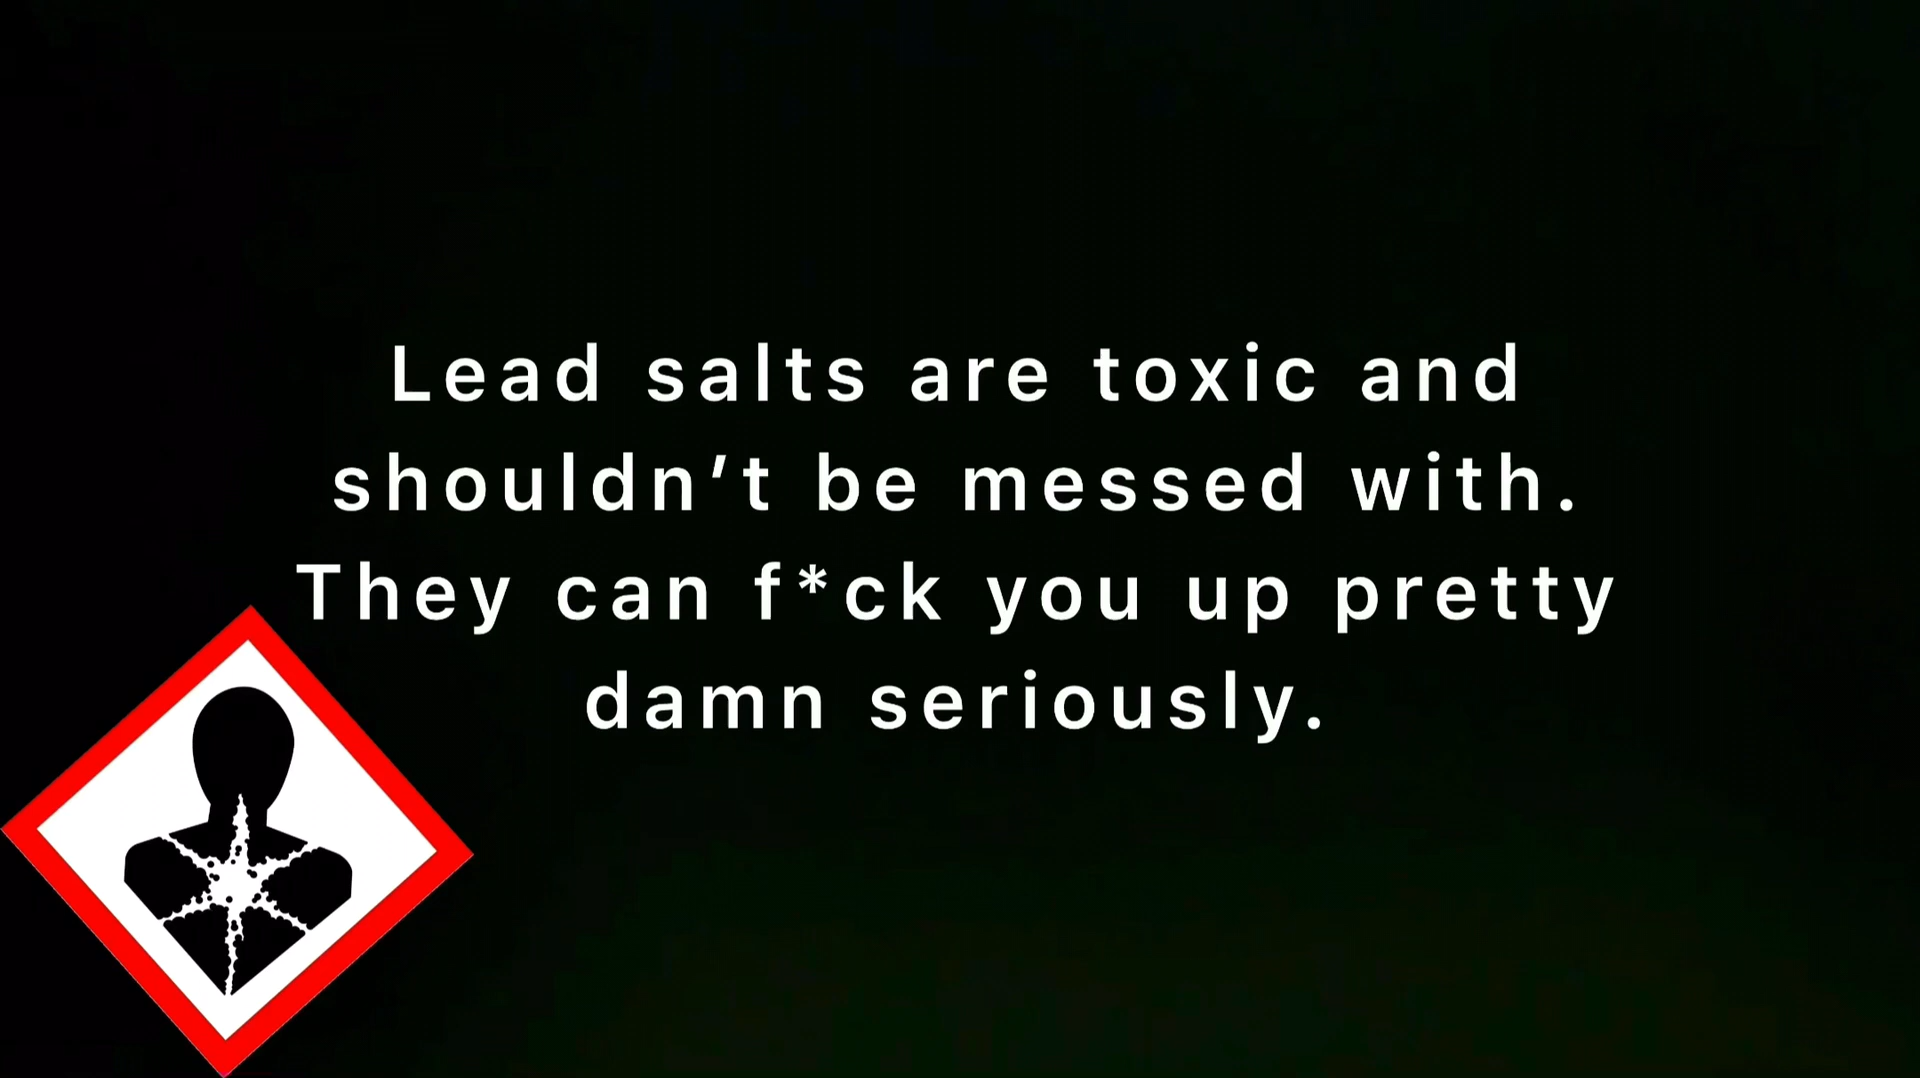 Lead salts are toxic and
shouldn’t be messed with.
They can f*ck you up pretty
damn seriously.